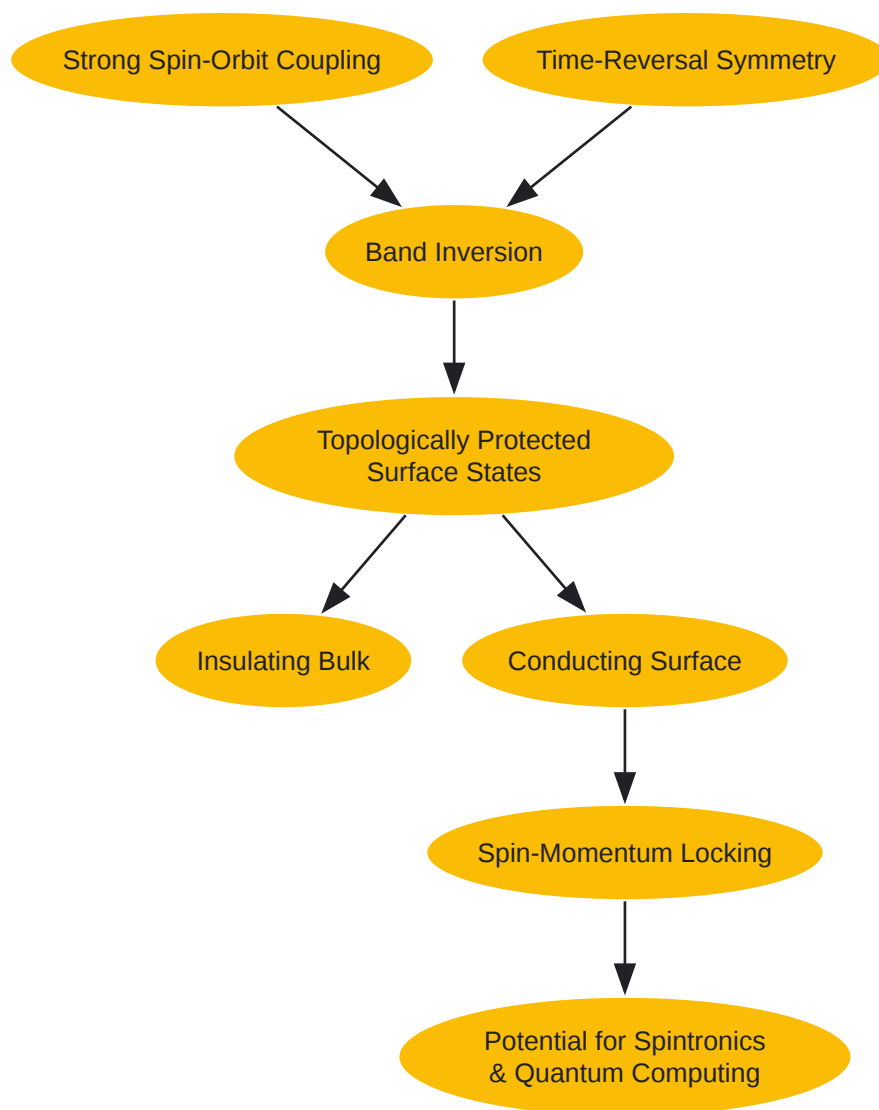 Strong Spin-Orbit Coupling
Time-Reversal Symmetry
Band Inversion
Topologically Protected
Surface States
Insulating Bulk
Conducting Surface
Spin-Momentum Locking
Potential for Spintronics
& Quantum Computing